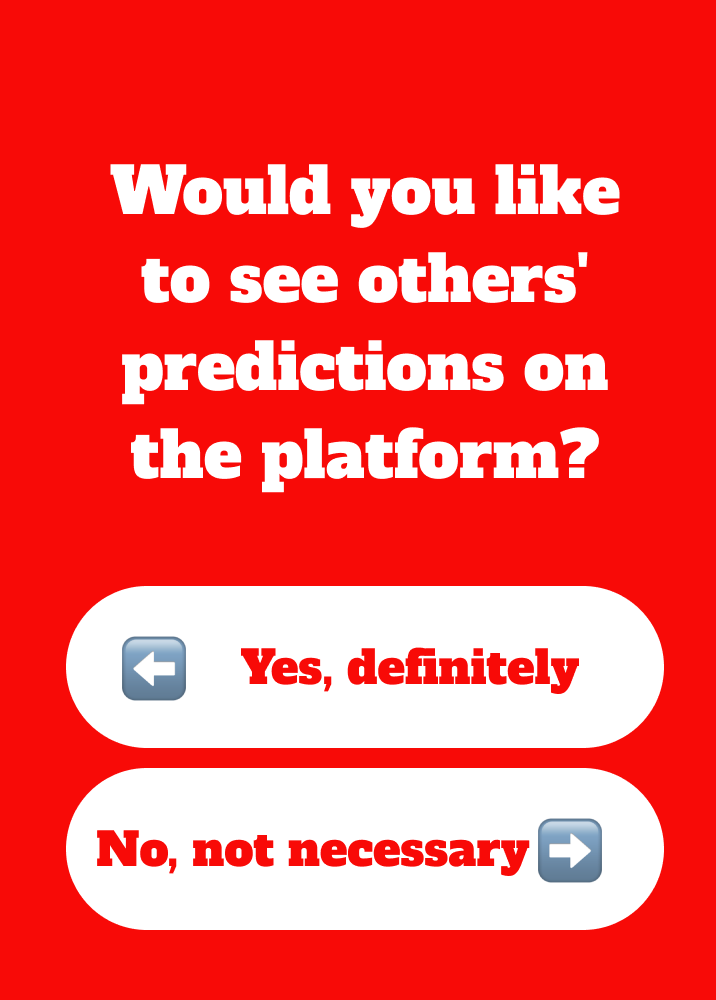 Would you like
to see others'
predictions on
the platform?
⬅️ Yes, definitely
No, not necessary ➡️